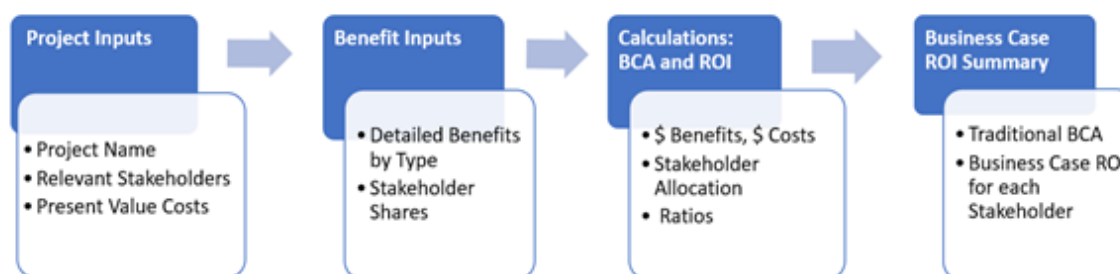 Project Inputs
• Project Name
• Relevant Stakeholders
• Present Value Costs
Benefit Inputs
• Detailed Benefits
by Type
• Stakeholder
Shares
Calculations:
BCA and ROI
• $ Benefits, $ Costs
• Stakeholder
Allocation
• Ratios
Business Case
ROI Summary
• Traditional BCA
• Business Case RO
for each
Stakeholder